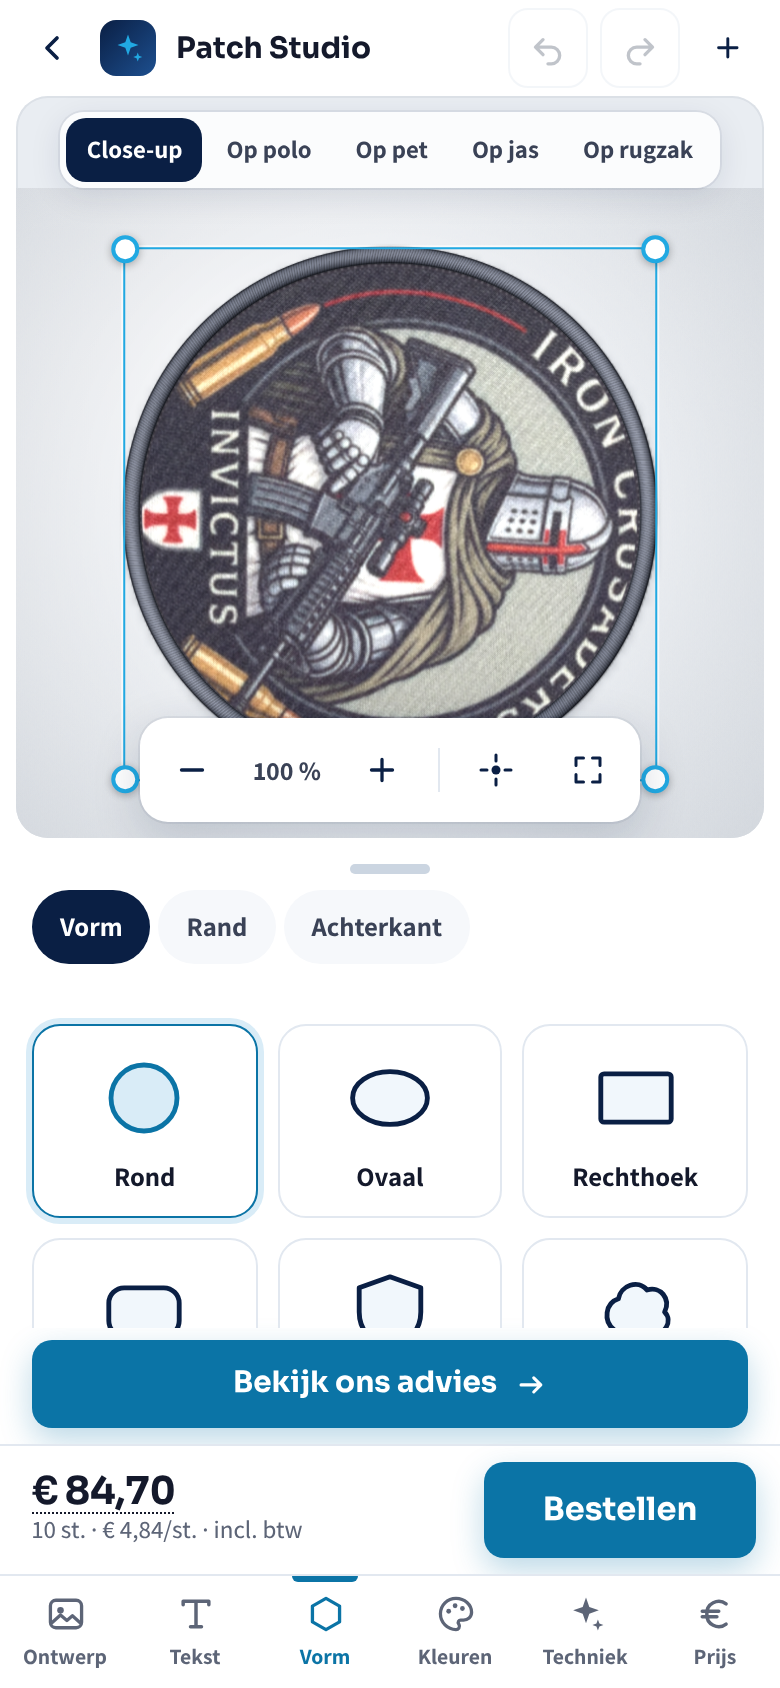 Patch Studio
Close-up
Op polo
Op pet
Op jas
Op rugzak
IRON CRUSADERS
INVICTUS
100 %
Vorm
Rand
Achterkant
Rond
Ovaal
Rechthoek
Bekijk ons advies →
€ 84,70
10 st. · € 4,84/st. · incl. btw
Bestellen
Ontwerp
Tekst
Vorm
Kleuren
Techniek
Prijs